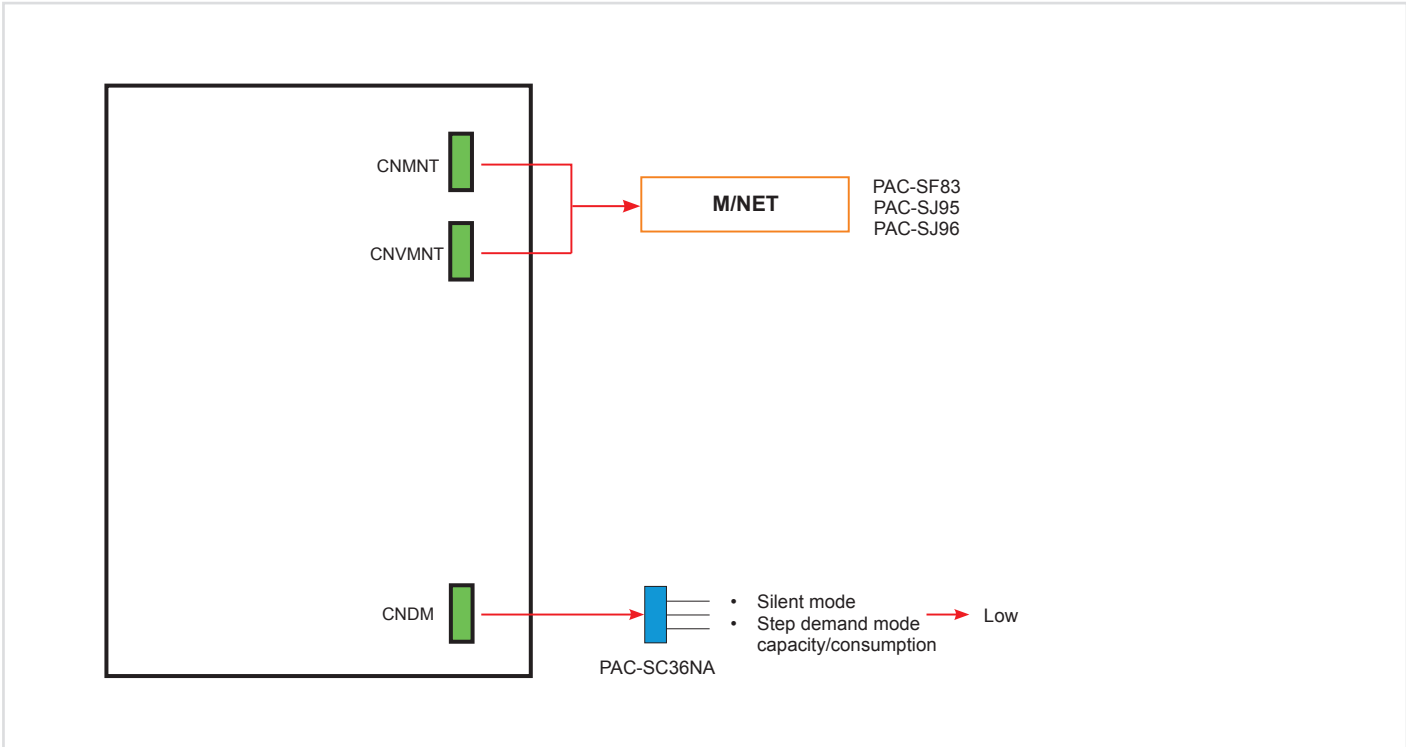 CNMNT
M/NET
PAC-SF83
PAC-SJ95
PAC-SJ96
CNVMNT
CNDM
PAC-SC36NA
• Silent mode
• Step demand mode
capacity/consumption
Low